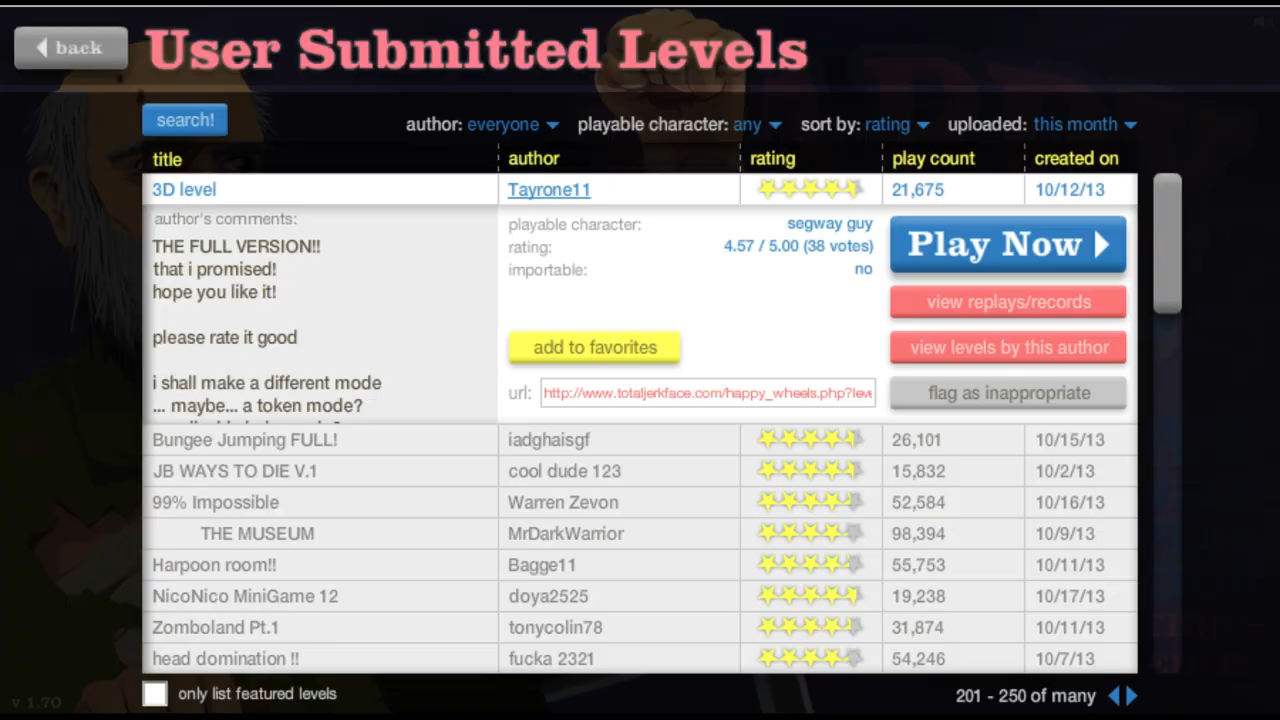 back
User Submitted Levels
search!
author: everyone playable character: any sort by: rating uploaded: this month
title author rating play count created on
3D level Tayrone11 21,675 10/12/13
author's comments:
THE FULL VERSION!!
that i promised!
hope you like it!
please rate it good
i shall make a different mode
... maybe... a token mode?
playable character: segway guy
rating: 4.57 / 5.00 (38 votes)
importable: no
add to favorites
url: http://www.totaljerkface.com/happy_wheels.php?leve
Play Now
view replays/records
view levels by this author
flag as inappropriate
Bungee Jumping FULL! iadghaisgf 26,101 10/15/13
JB WAYS TO DIE V.1 cool dude 123 15,832 10/2/13
99% Impossible Warren Zevon 52,584 10/16/13
THE MUSEUM MrDarkWarrior 98,394 10/9/13
Harpoon room!! Bagge11 55,753 10/11/13
NicoNico MiniGame 12 doya2525 19,238 10/17/13
Zomboland Pt.1 tonycolin78 31,874 10/11/13
head domination !! fucka 2321 54,246 10/7/13
only list featured levels
201 - 250 of many
v 1.70